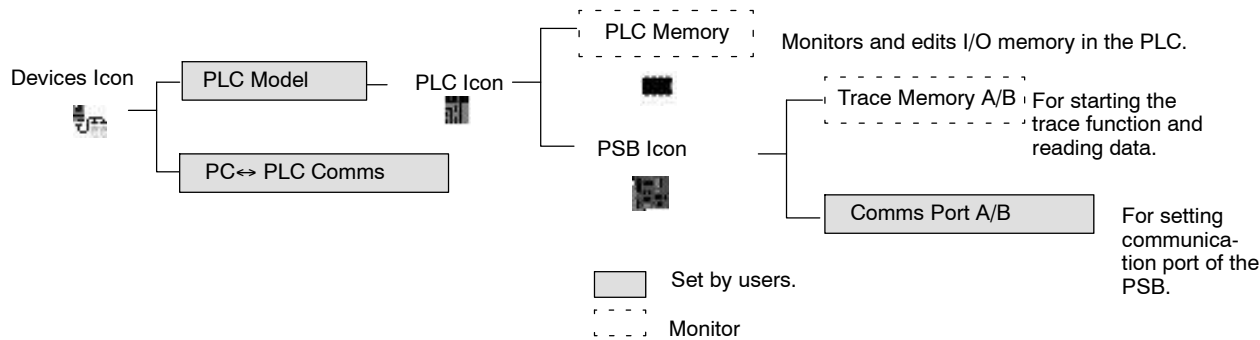 Devices Icon
PLC Model
PC↔ PLC Comms
PLC Icon
PLC Memory
Monitors and edits I/O memory in the PLC.
PSB Icon
Trace Memory A/B
For starting the
trace function and
reading data.
Comms Port A/B
For setting
communica-
tion port of the
PSB.
Set by users.
Monitor